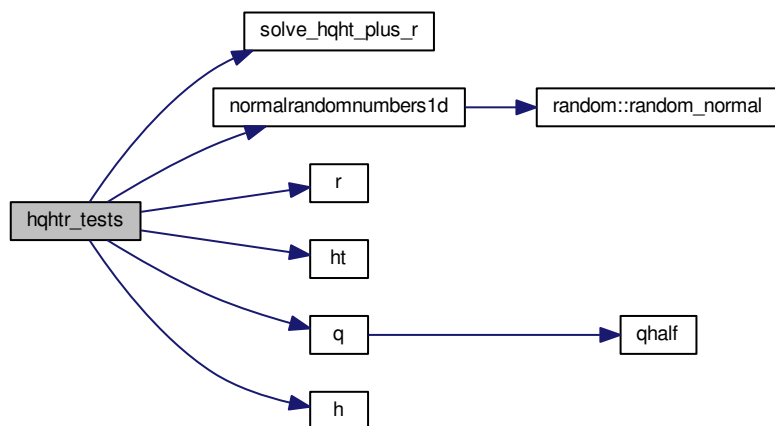 solve_hqht_plus_r
normalrandomnumbers1d
random::random_normal
r
hqhtr_tests
ht
q
qhalf
h